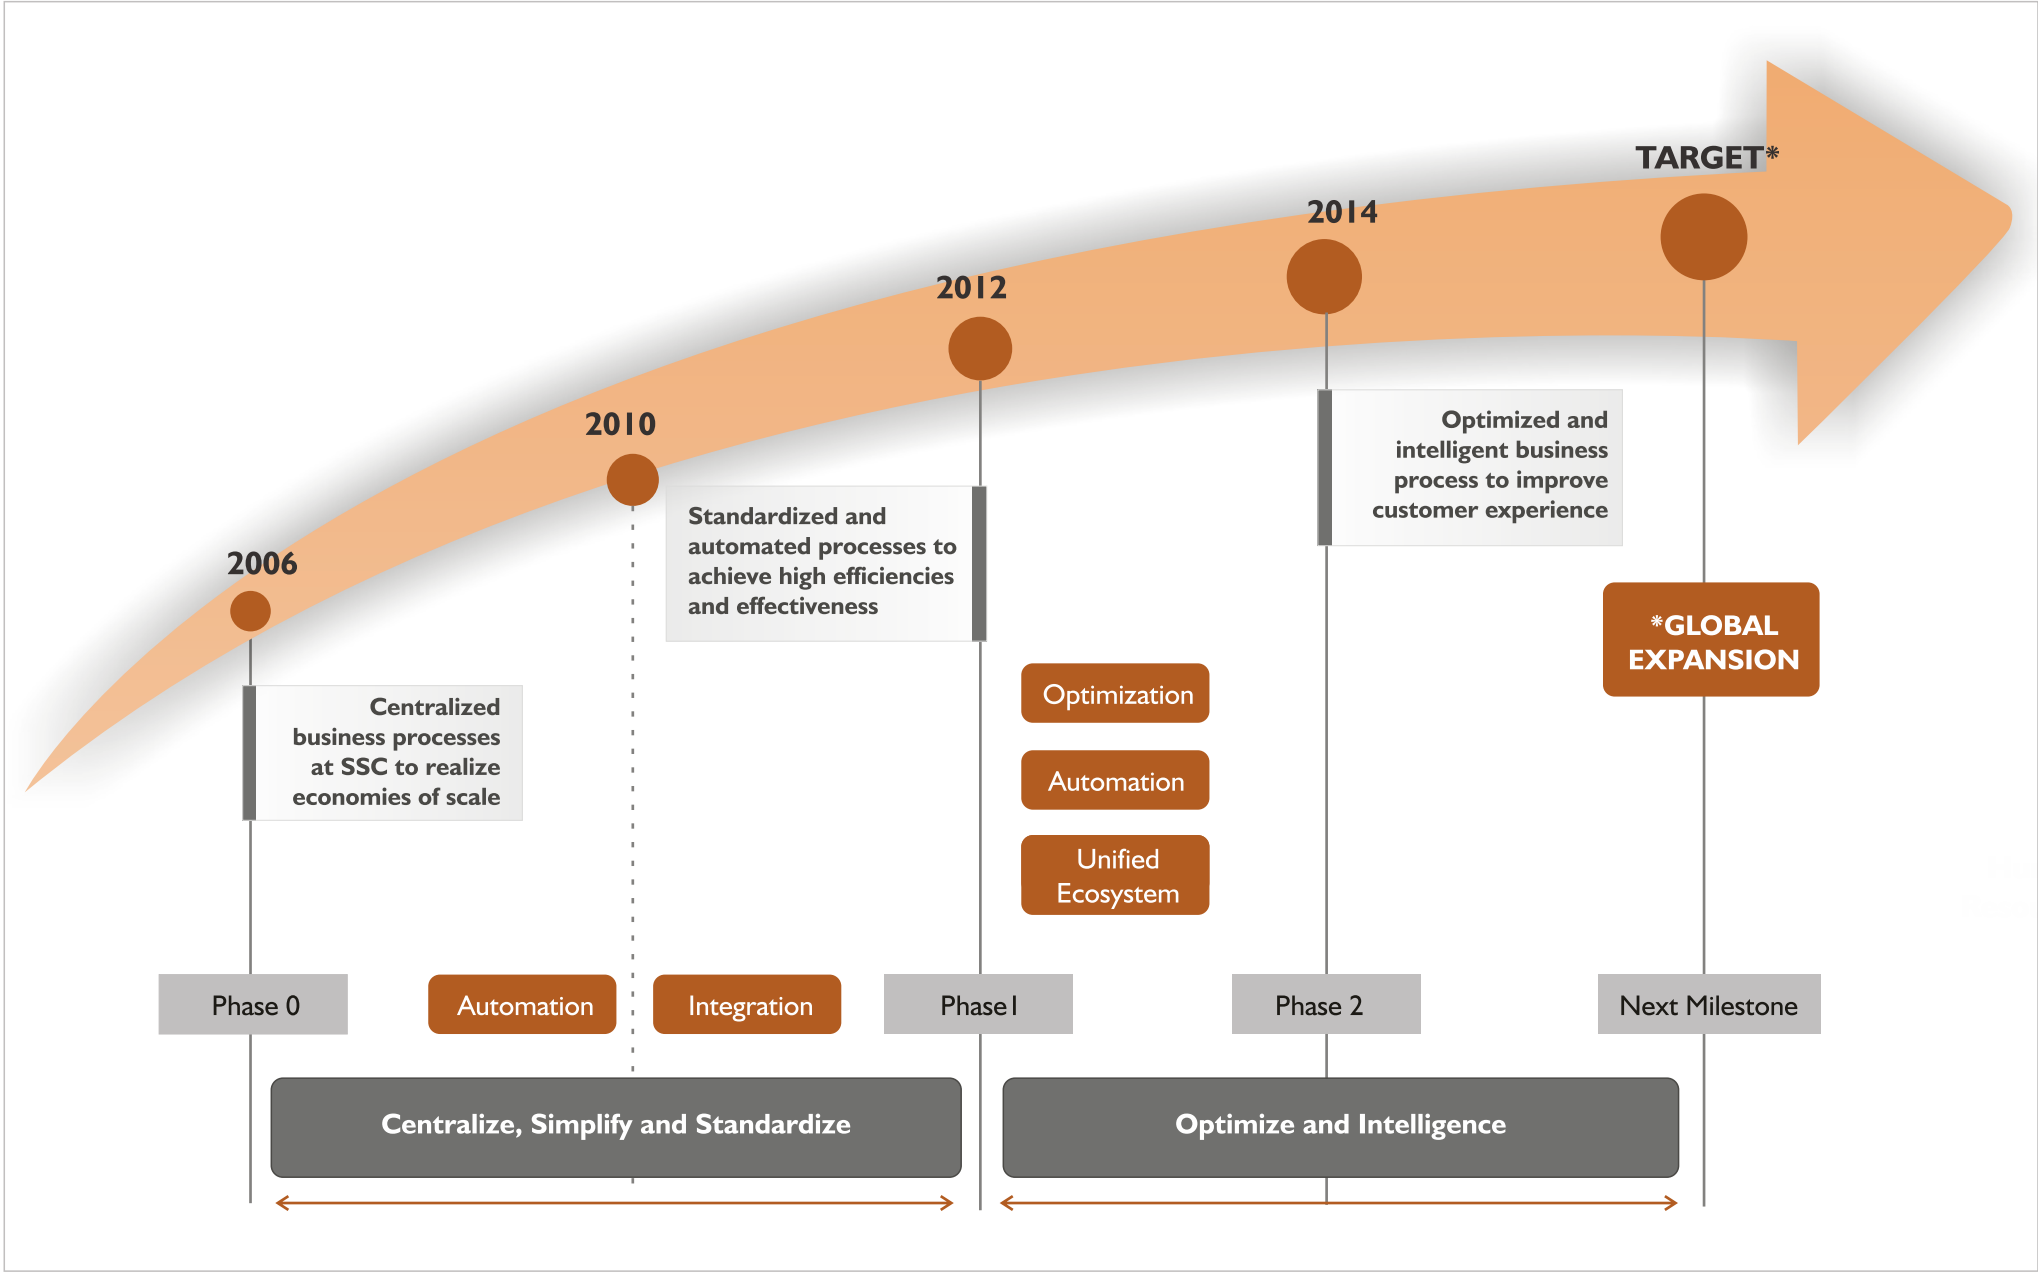 TARGET*
2014
2012
2010
2006
Optimized and
intelligent business
process to improve
customer experience
Standardized and
automated processes to
achieve high efficiencies
and effectiveness
*GLOBAL
EXPANSION
Centralized
business processes
at SSC to realize
economies of scale
Optimization
Automation
Unified
Ecosystem
Phase 0
Automation
Integration
Phase1
Phase 2
Next Milestone
Centralize, Simplify and Standardize
Optimize and Intelligence